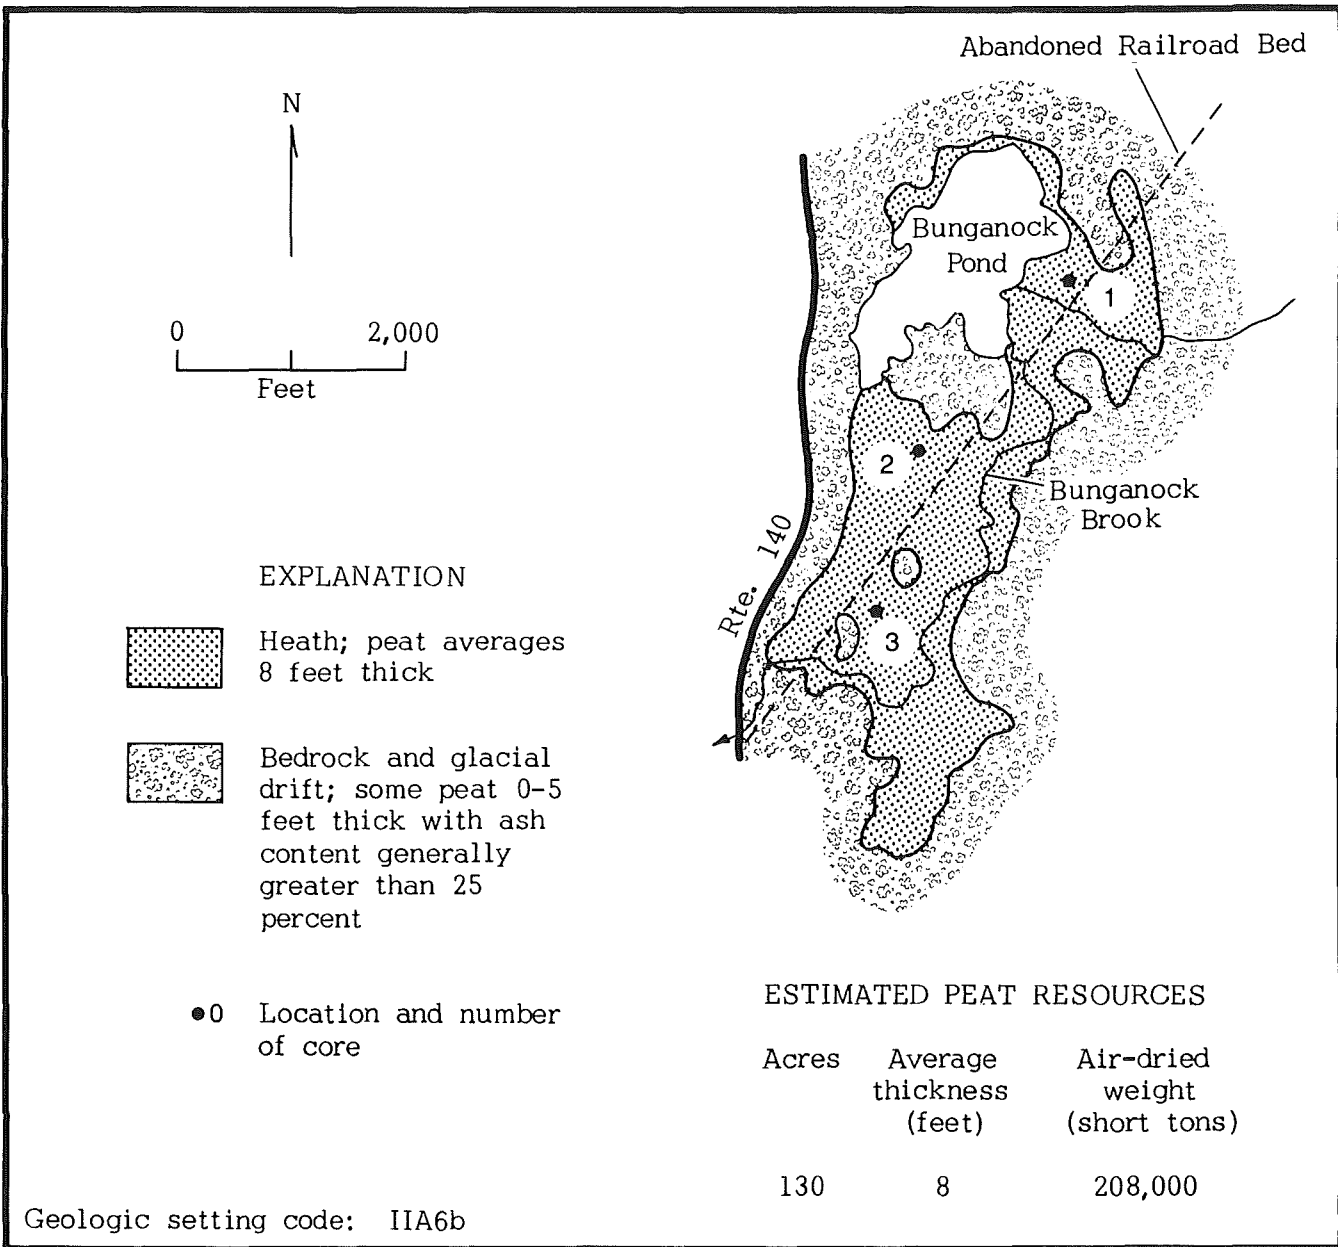 Abandoned Railroad Bed
N
Bunganock
Pond
1
0 2,000
Feet
2
Bunganock
Brook
Rte. 140
3
EXPLANATION
Heath; peat averages
8 feet thick
Bedrock and glacial
drift; some peat 0-5
feet thick with ash
content generally
greater than 25
percent
0 Location and number
of core
ESTIMATED PEAT RESOURCES
Acres Average Air-dried
thickness weight
(feet) (short tons)
130 8 208,000
Geologic setting code: IIA6b